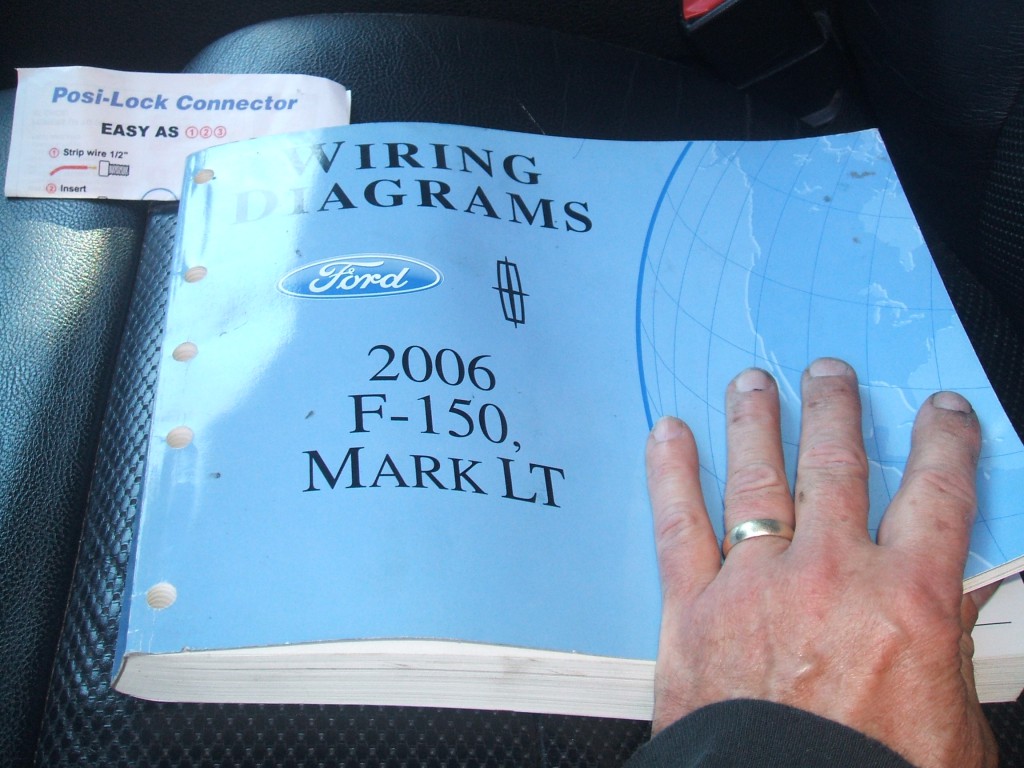 Posi-Lock Connector
EASY AS ①②③
① Strip wire 1/2"
② Insert
WIRING
DIAGRAMS
Ford
2006
F-150,
MARK LT